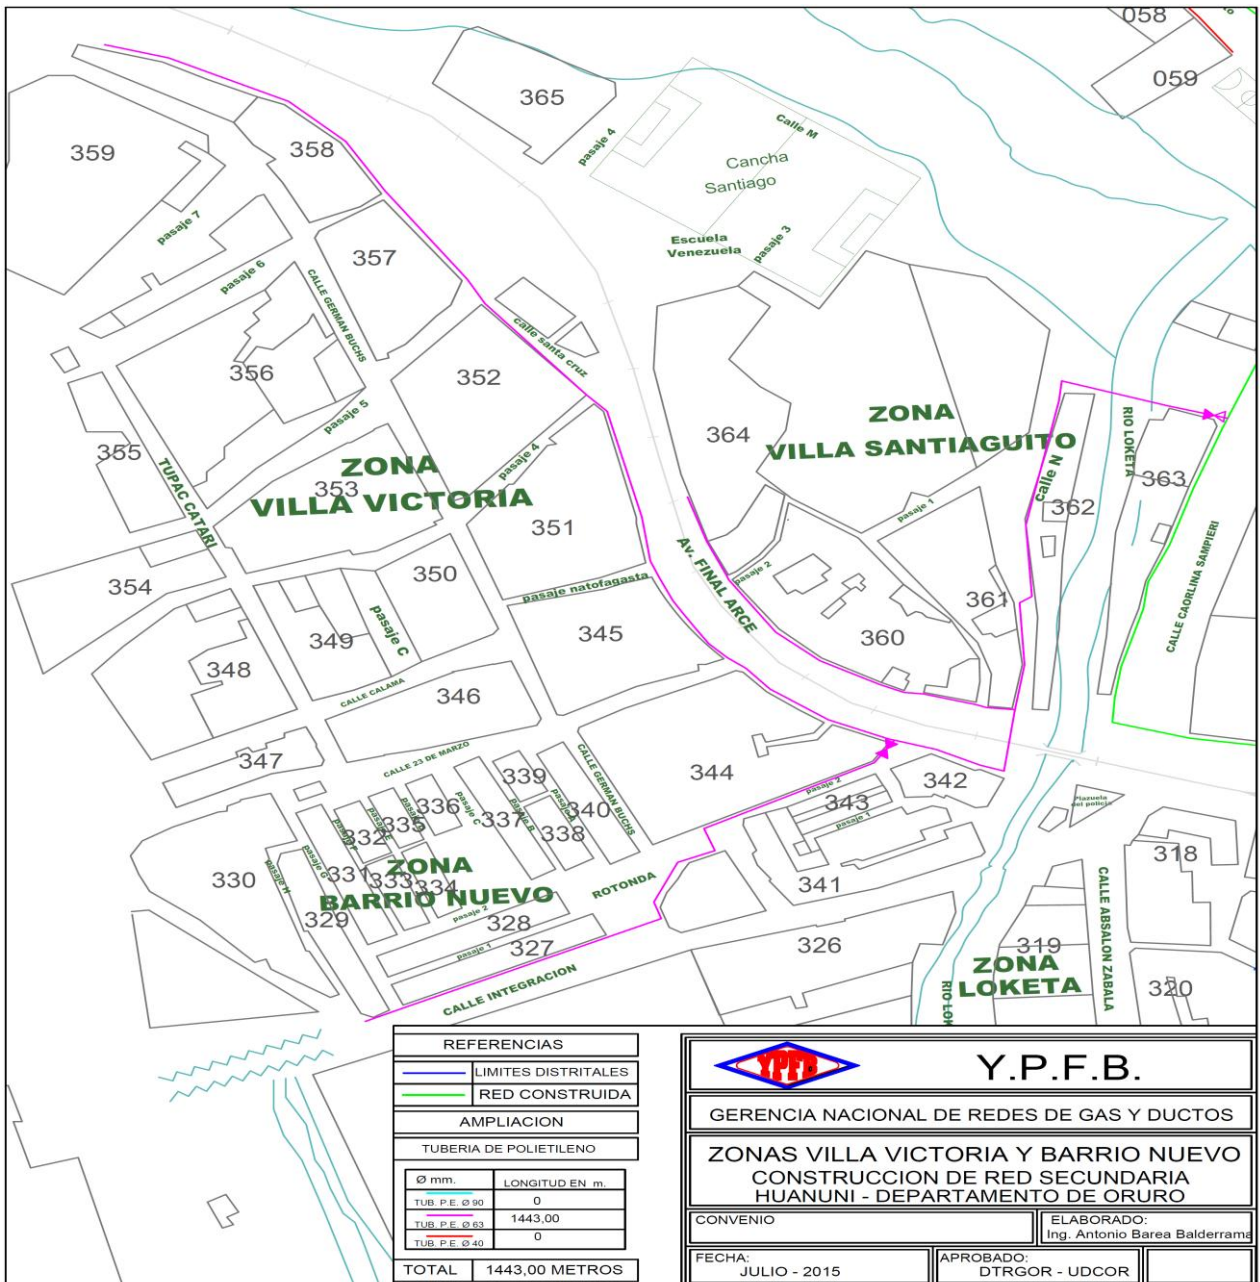 058
059
365
359
358
pasaje 4
Calle M
Cancha
Santiago
pasaje 7
Escuela
Venezuela
pasaje 3
357
pasaje 6
CALLE GERMAN BUCHS
calle santa cruz
356
352
pasaje 5
ZONA
VILLA SANTIAGUITO
364
RIO LOKETA
355
TUPAC CATARI
ZONA
VILLA VICTORIA
353
pasaje 4
calle N
363
362
351
pasaje 1
354
350
Av. FINAL ARCE
pasaje 2
CALLE CAORLINA SAMPIERI
pasaje natofagasta
361
349
pasaje C
345
360
348
CALLE CALAMA
346
347
CALLE 23 DE MARZO
339
CALLE GERMAN BUCHS
344
342
336
pasaje C
337
pasaje B
pasaje A
340
338
pasaje 2
343
pasaje 1
Plazuela
del policia
332
pasaje F
335
pasaje E
318
330
pasaje H
pasaje G
331
333
334
ZONA
BARRIO NUEVO
ROTONDA
341
329
pasaje 2
328
pasaje 1
327
326
CALLE ABSALON ZABALA
319
ZONA
LOKETA
320
CALLE INTEGRACION
RIO LOK
REFERENCIAS
LIMITES DISTRITALES
RED CONSTRUIDA
AMPLIACION
TUBERIA DE POLIETILENO
Ø mm. LONGITUD EN m.
TUB. P.E. Ø 90 0
TUB. P.E. Ø 63 1443,00
TUB. P.E. Ø 40 0
TOTAL 1443,00 METROS
YPFB
Y.P.F.B.
GERENCIA NACIONAL DE REDES DE GAS Y DUCTOS
ZONAS VILLA VICTORIA Y BARRIO NUEVO
CONSTRUCCION DE RED SECUNDARIA
HUANUNI - DEPARTAMENTO DE ORURO
CONVENIO
ELABORADO:
Ing. Antonio Barea Balderrama
FECHA:
JULIO - 2015
APROBADO:
DTRGOR - UDCOR